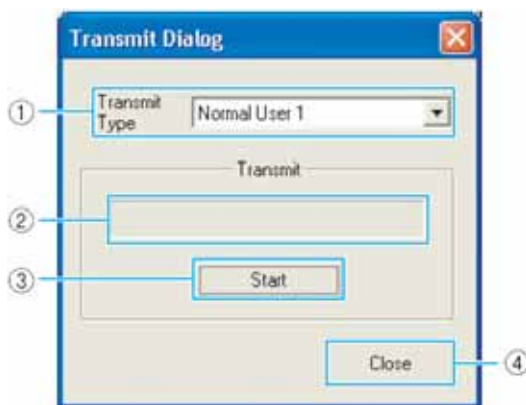 Transmit Dialog
① Transmit Type Normal User 1
Transmit
②
③ Start
Close ④